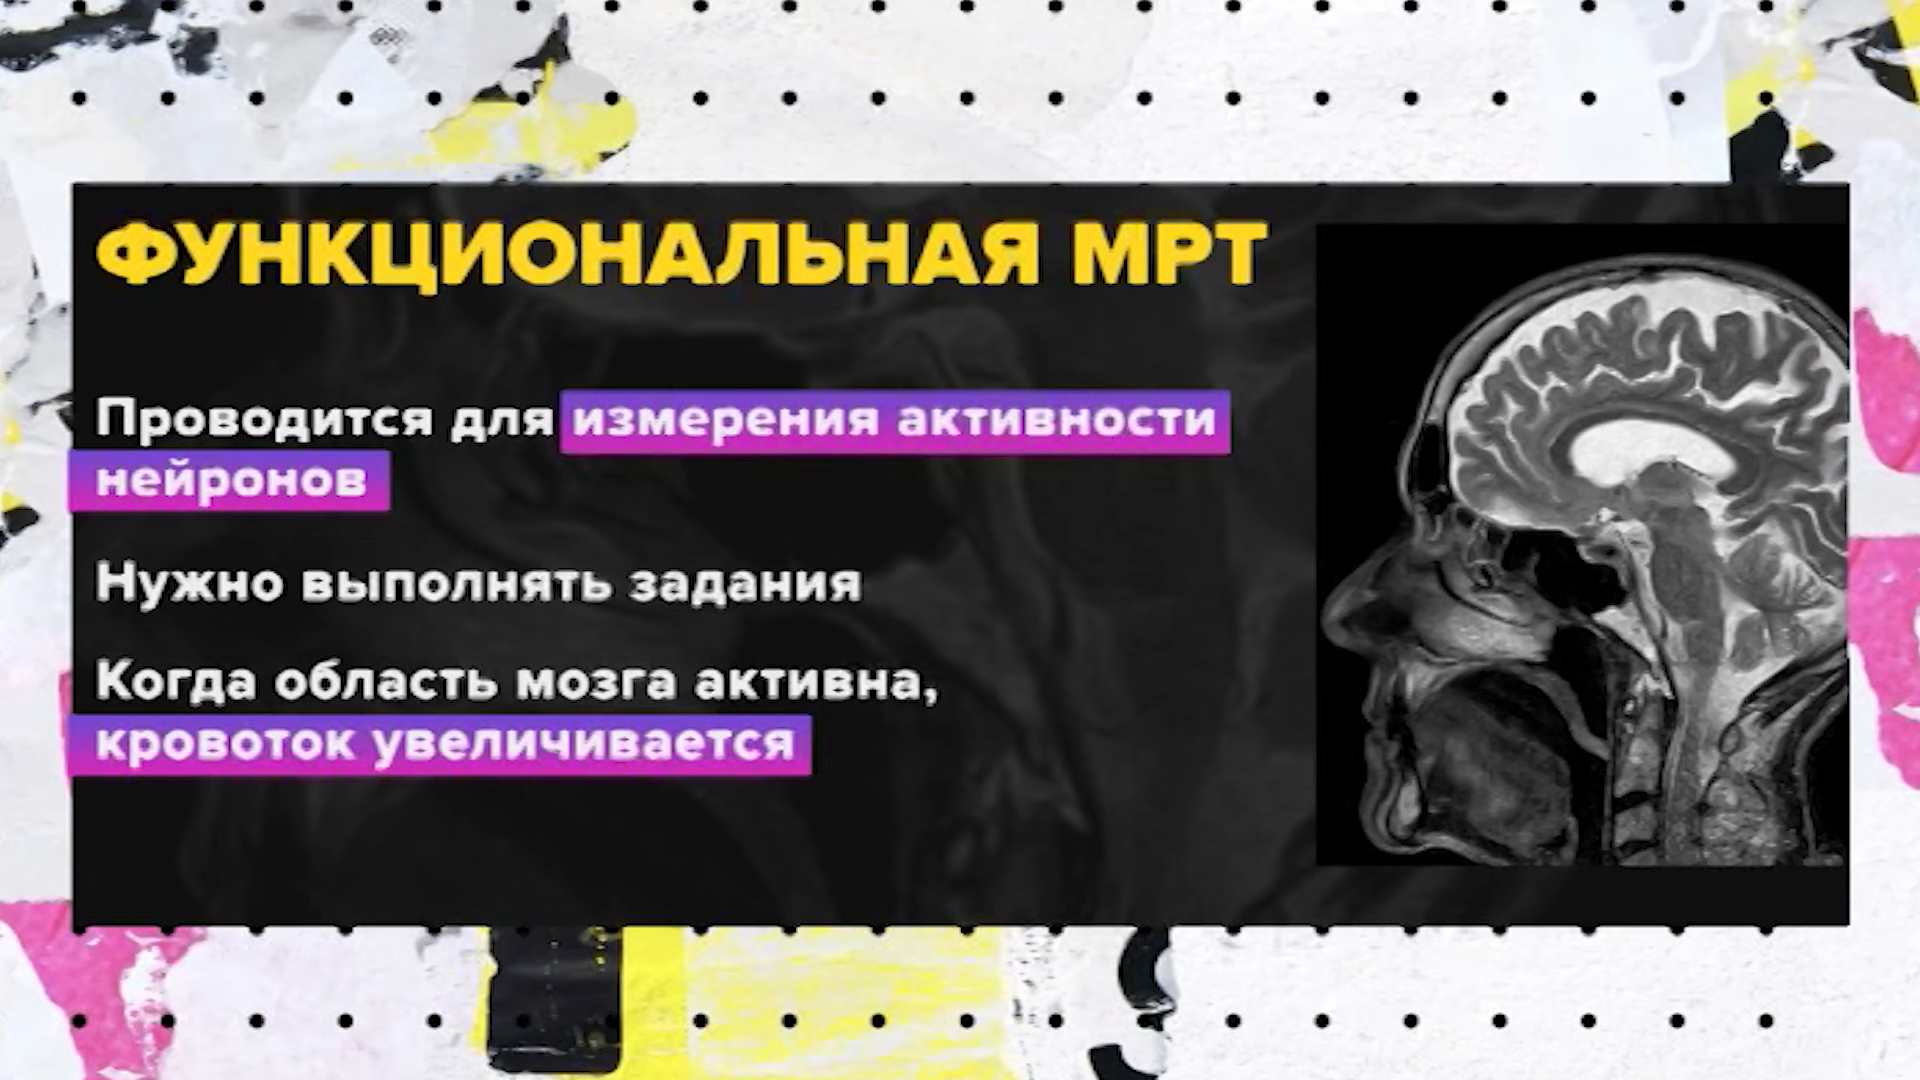 ФУНКЦИОНАЛЬНАЯ МРТ
Проводится для измерения активности
нейронов
Нужно выполнять задания
Когда область мозга активна,
кровоток увеличивается